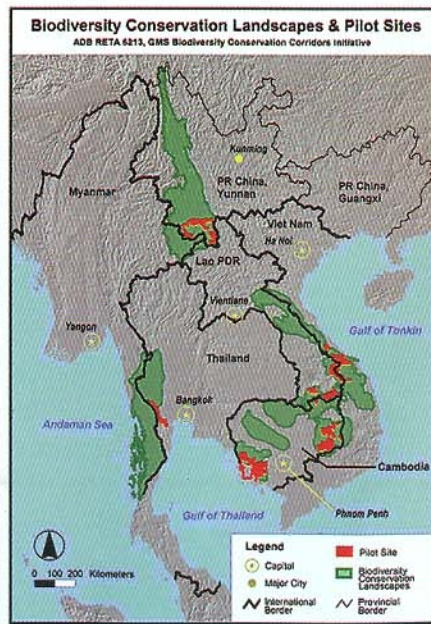 Biodiversity Conservation Landscapes & Pilot Sites
ADB RETA 6213, GMS Biodiversity Conservation Corridors Initiative
Kunming
Myanmar
PR China,
Yunnan
PR China,
Guangxi
Viet Nam
Ha Noi
Lao PDR
Vientiane
Yangon
Gulf of Tonkin
Thailand
Bangkok
Andaman Sea
Cambodia
Gulf of Thailand
Phnom Penh
Legend
Capitol
Major City
International
Border
Pilot Site
Biodiversity
Conservation
Landscapes
Provincial
Border
0 100 200 Kilometers